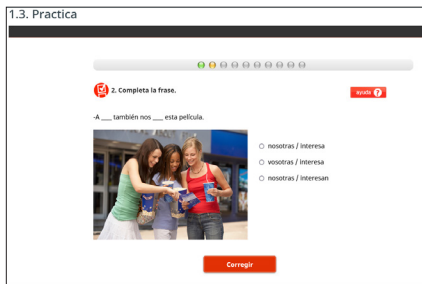 1.3. Practica
2. Completa la frase.
ayuda ?
-A ___ también nos ___ esta película.
nosotras / interesa
vosotras / interesa
nosotras / interesan
Corregir